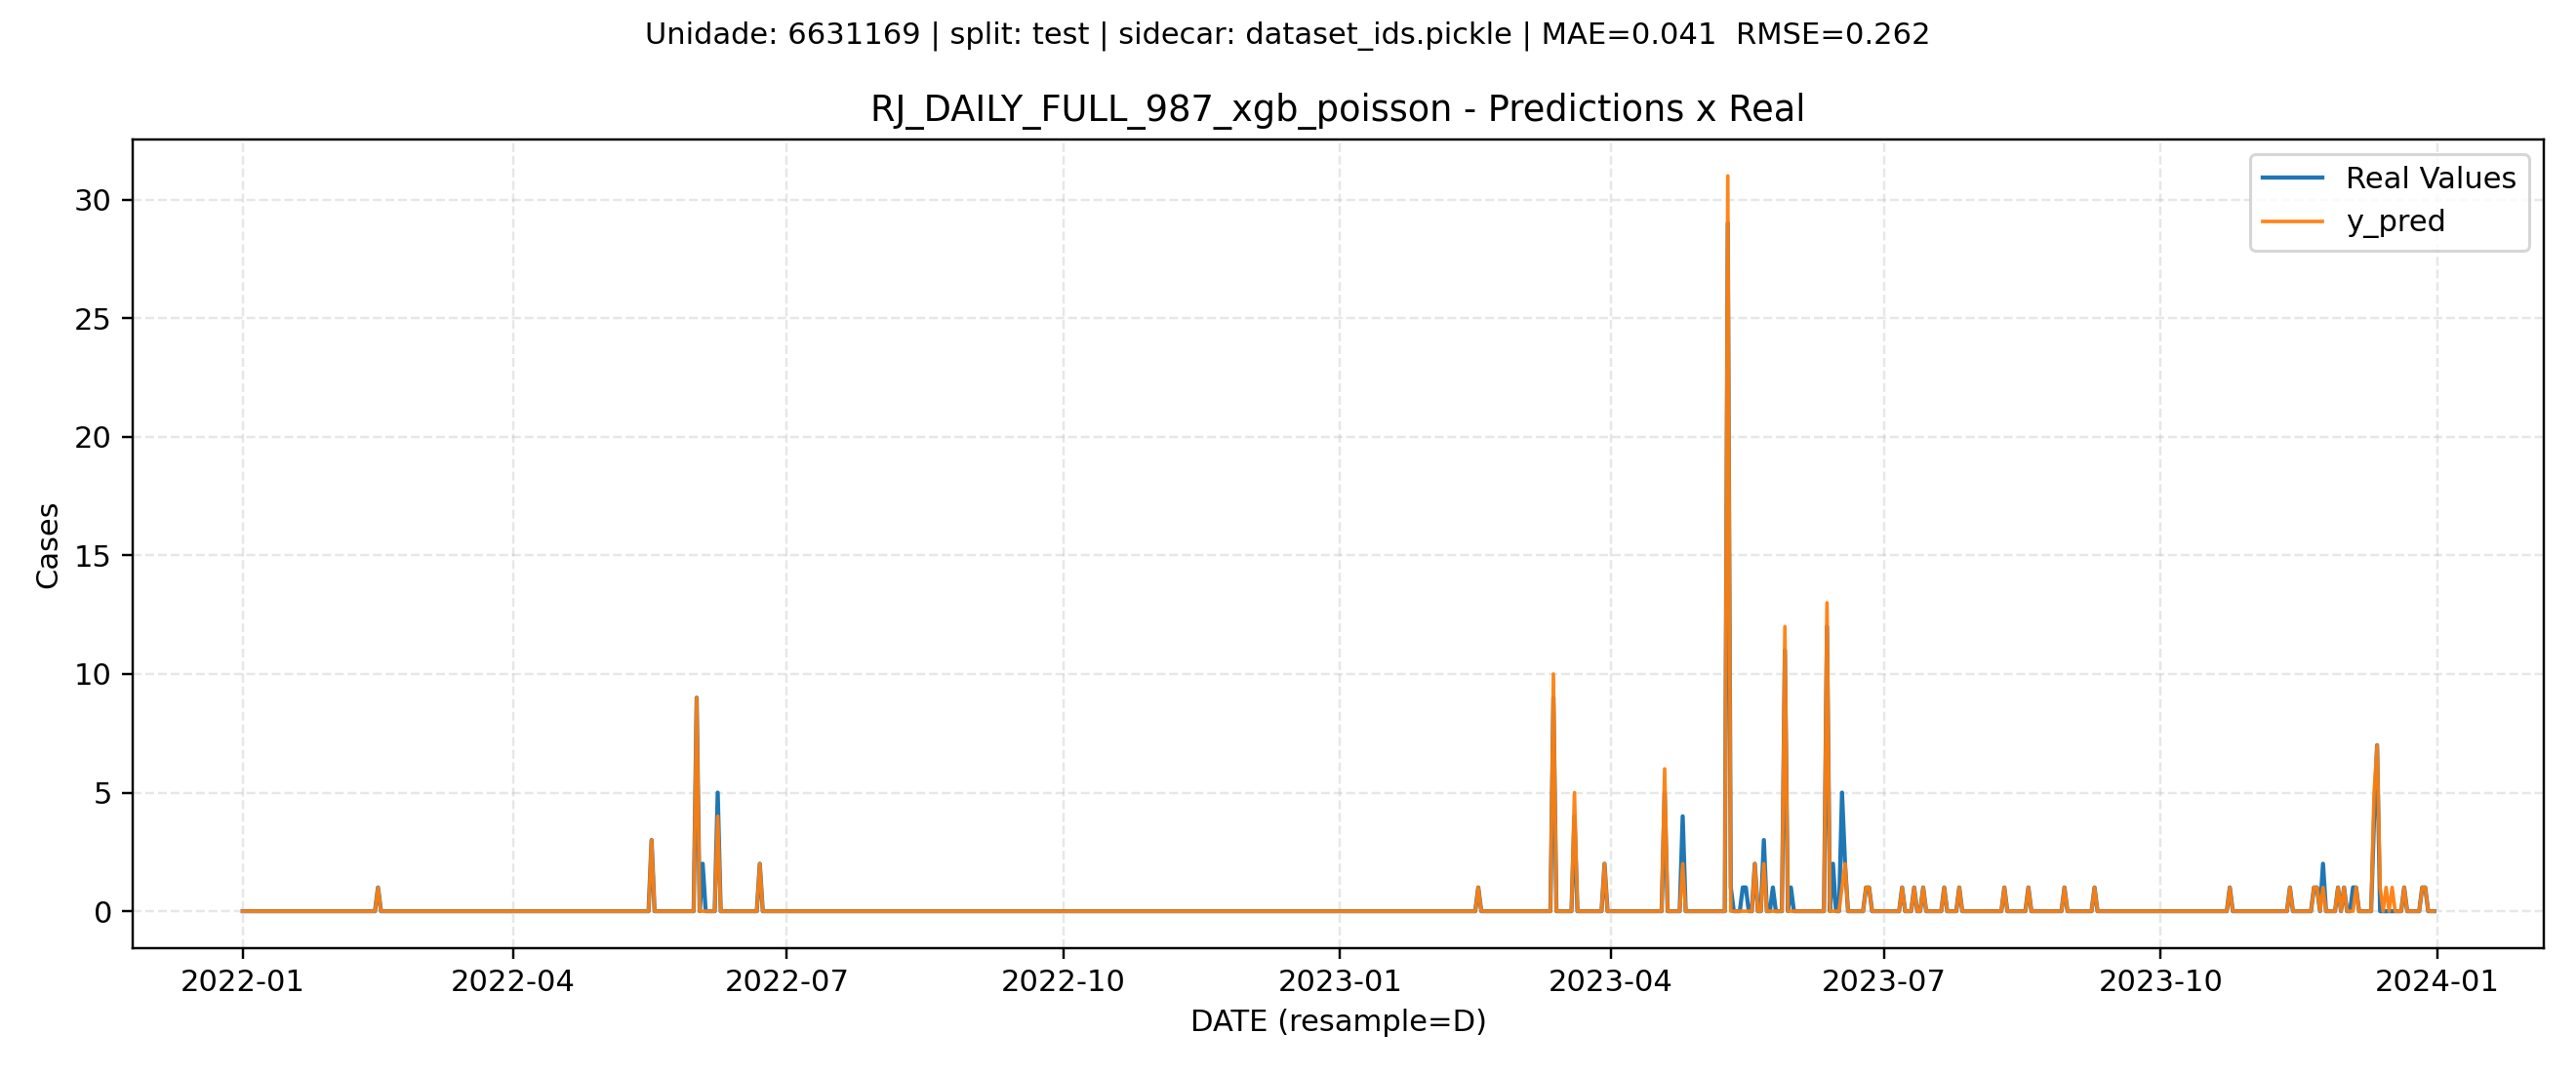 Unidade: 6631169 | split: test | sidecar: dataset_ids.pickle | MAE=0.041  RMSE=0.262
RJ_DAILY_FULL_987_xgb_poisson - Predictions x Real
Real Values
y_pred
30
25
20
15
10
5
0
Cases
2022-01
2022-04
2022-07
2022-10
2023-01
2023-04
2023-07
2023-10
2024-01
DATE (resample=D)